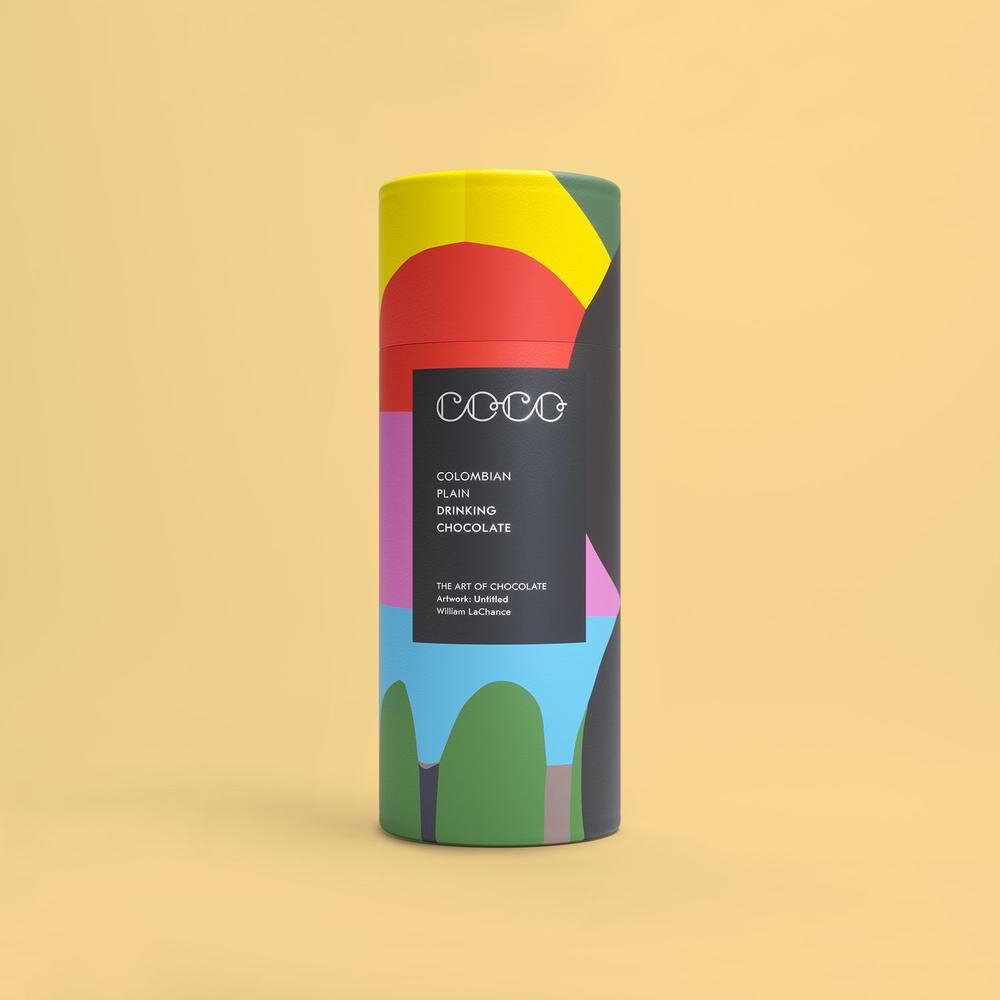 COCO
COLOMBIAN
PLAIN
DRINKING
CHOCOLATE
THE ART OF CHOCOLATE
Artwork: Untitled
William LaChance